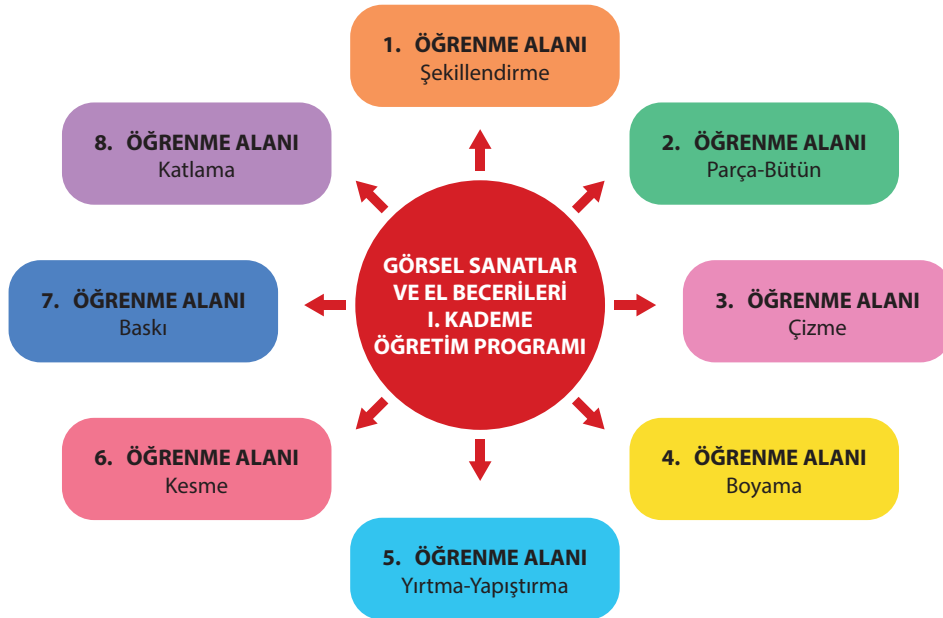 1. ÖĞRENME ALANI
Şekillendirme
2. ÖĞRENME ALANI
Parça-Bütün
3. ÖĞRENME ALANI
Çizme
4. ÖĞRENME ALANI
Boyama
5. ÖĞRENME ALANI
Yırtma-Yapıştırma
6. ÖĞRENME ALANI
Kesme
7. ÖĞRENME ALANI
Baskı
8. ÖĞRENME ALANI
Katlama
GÖRSEL SANATLAR
VE EL BECERİLERİ
I. KADEME
ÖĞRETİM PROGRAMI